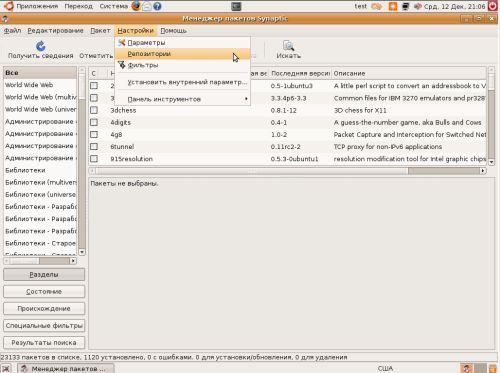 Приложения Переход Система test Срд, 12 Дек, 21:06
Менеджер пакетов Synaptic
Файл Редактирование Пакет Настройки Помощь
Получить сведения Отметить Искать
Параметры
Репозитории
Фильтры
Установить внутренний параметр...
Панель инструментов
Все
World Wide Web
World Wide Web (multiv
World Wide Web (unive
Администрирование
Администрирование (
Администрирование (
Библиотеки
Библиотеки (multivers
Библиотеки (universe
Библиотеки - Разрабо
Библиотеки - Разрабо
Библиотеки - Разрабо
Библиотеки - Старое
С Н Последняя верси Описание
0.5-1ubuntu3 A little perl script to convert an addressbook to V
3.3.4p6-3.3 Common files for IBM 3270 emulators and pr328
3dchess 0.8.1-12 3D chess for X11
4digits 0.4-1 A guess-the-number game, aka Bulls and Cows
4g8 1.0-2 Packet Capture and Interception for Switched Net
6tunnel 0.11rc2-2 TCP proxy for non-IPv6 applications
915resolution 0.5.3-0ubuntu1 resolution modification tool for Intel graphic chips
Пакеты не выбраны.
Разделы
Состояние
Происхождение
Специальные фильтры
Результаты поиска
23133 пакетов в списке, 1120 установлено, 0 с ошибками. 0 для установки/обновления, 0 для удаления
Менеджер пакетов ... США